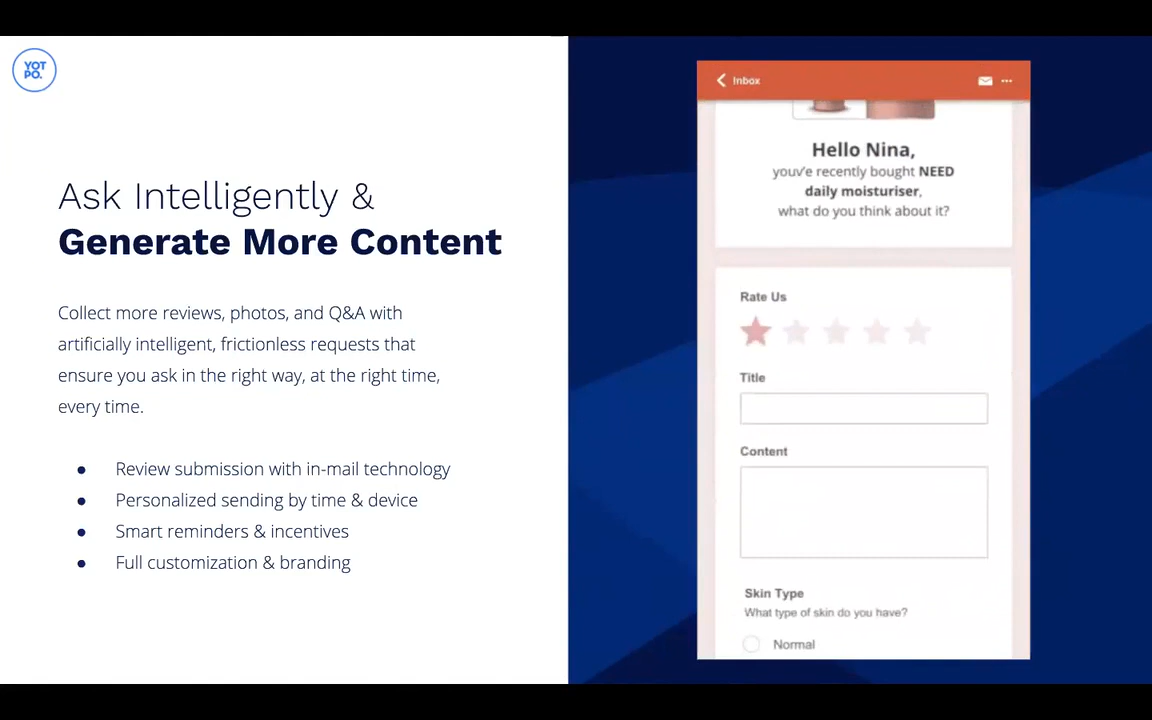 YOT
PO.
Ask Intelligently &
Generate More Content
Collect more reviews, photos, and Q&A with
artificially intelligent, frictionless requests that
ensure you ask in the right way, at the right time,
every time.
● Review submission with in-mail technology
● Personalized sending by time & device
● Smart reminders & incentives
● Full customization & branding
Inbox
Hello Nina,
youv'e recently bought NEED
daily moisturiser,
what do you think about it?
Rate Us
Title
Content
Skin Type
What type of skin do you have?
Normal